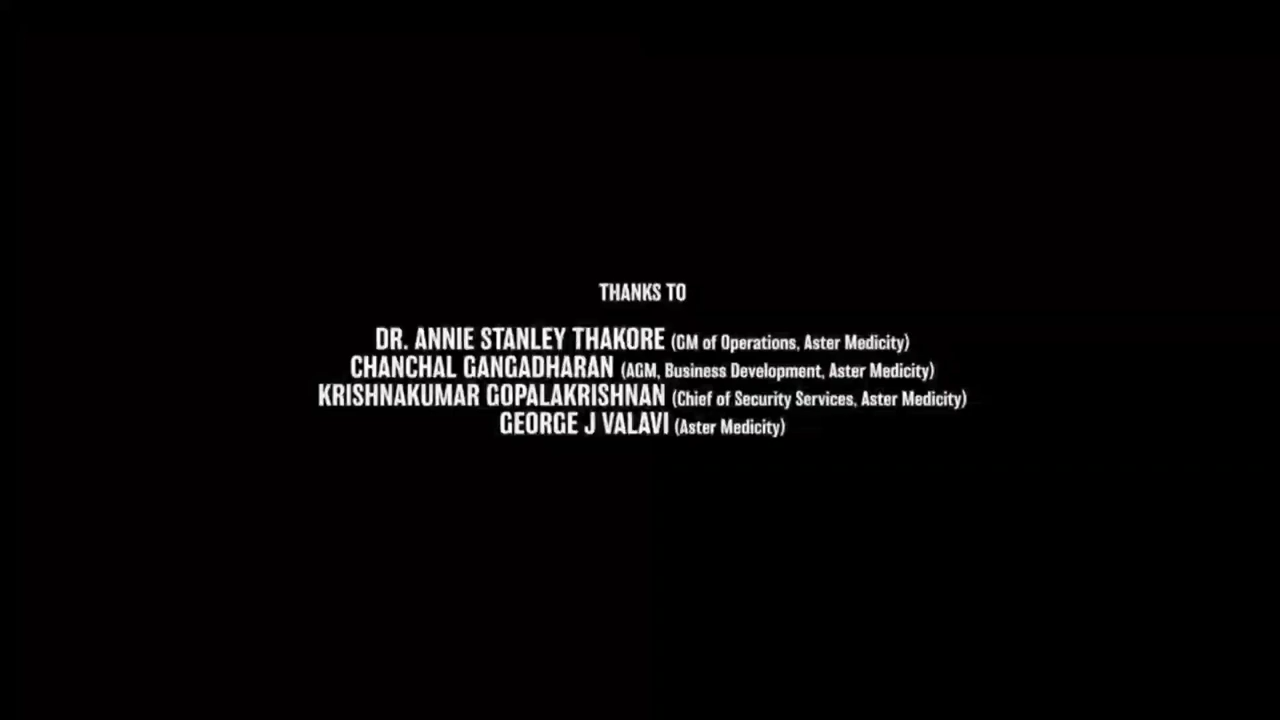 THANKS TO
DR. ANNIE STANLEY THAKORE (GM of Operations, Aster Medicity)
CHANCHAL GANGADHARAN (AGM, Business Development, Aster Medicity)
KRISHNAKUMAR GOPALAKRISHNAN (Chief of Security Services, Aster Medicity)
GEORGE J VALAVI (Aster Medicity)